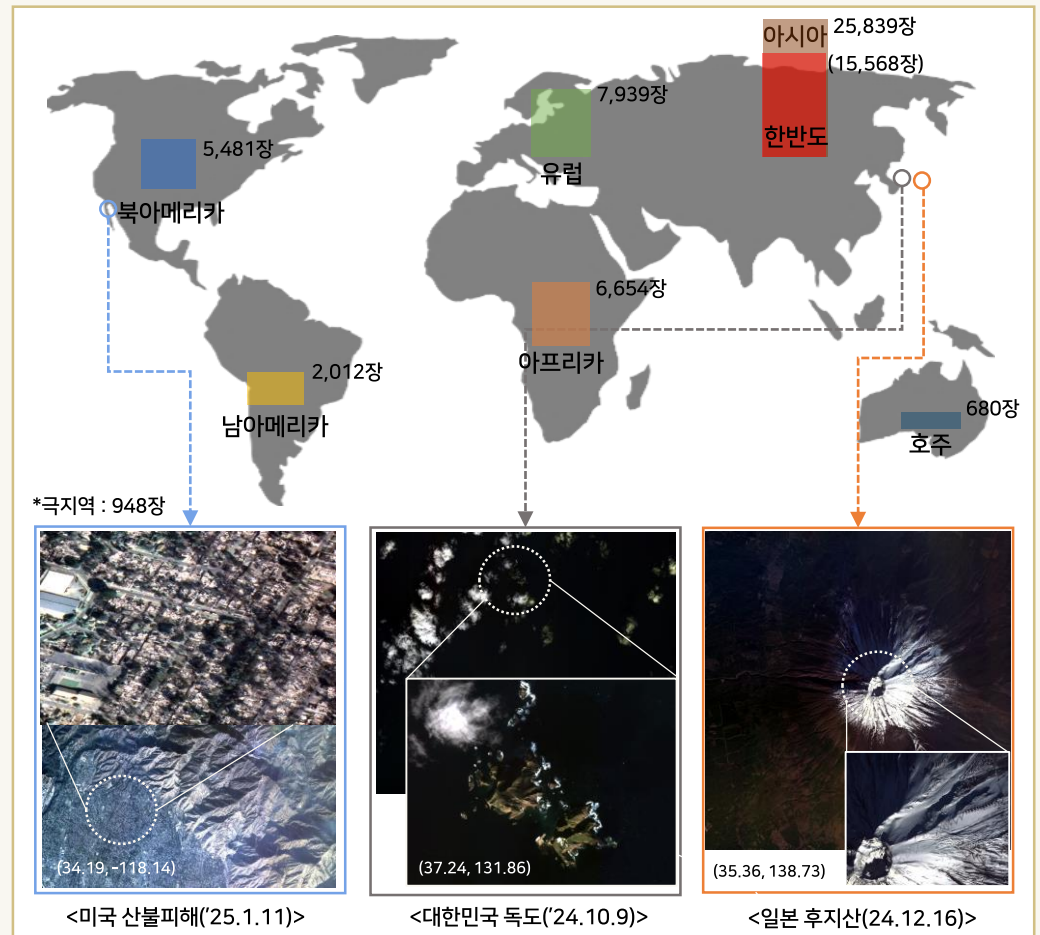 아시아 25,839장
(15,568장)
한반도
7,939장
유럽
5,481장
북아메리카
6,654장
아프리카
2,012장
남아메리카
680장
호주
*극지역 : 948장
(34.19, -118.14)
(37.24, 131.86)
(35.36, 138.73)
<미국 산불피해('25.1.11)>
<대한민국 독도('24.10.9)>
<일본 후지산(24.12.16)>